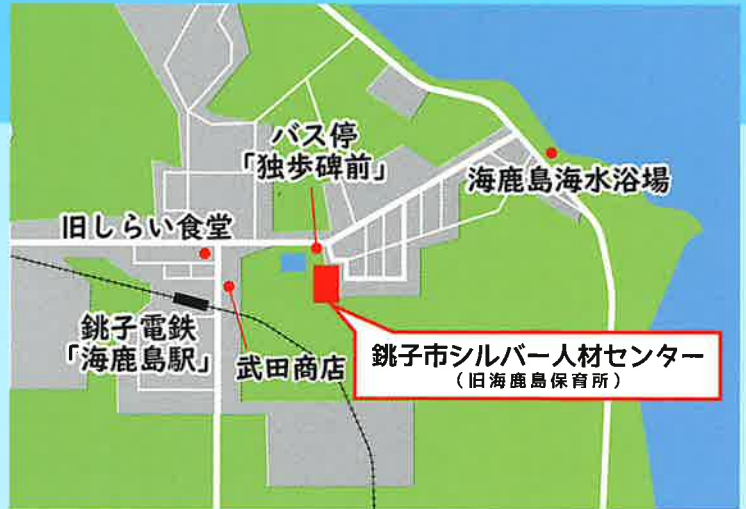 バス停
「独歩碑前」
海鹿島海水浴場
旧しらい食堂
銚子電鉄
「海鹿島駅」
武田商店
銚子市シルバー人材センター
（旧海鹿島保育所）